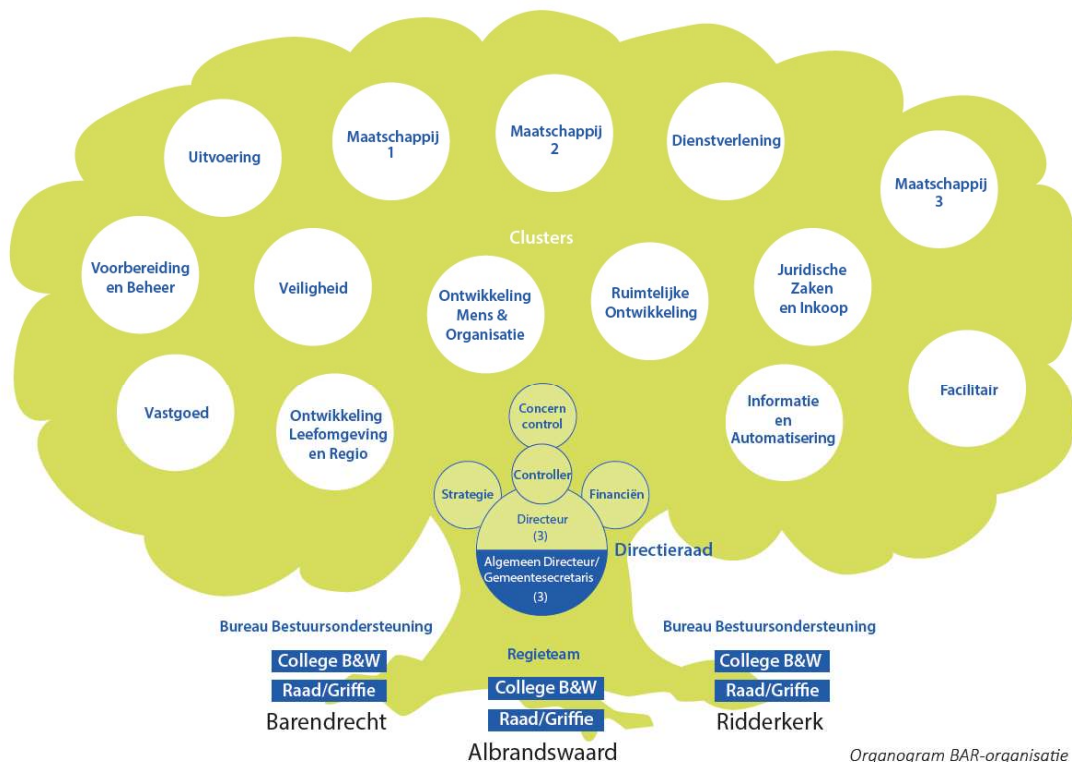 Uitvoering
Maatschappij
1
Maatschappij
2
Dienstverlening
Maatschappij
3
Clusters
Voorbereiding
en Beheer
Veiligheid
Ontwikkeling
Mens &
Organisatie
Ruimtelijke
Ontwikkeling
Juridische
Zaken
en Inkoop
Vastgoed
Ontwikkeling
Leefomgeving
en Regio
Informatie
en
Automatisering
Facilitair
Concern
control
Controller
Strategie
Financiën
Directeur
(3)
Directieraad
Algemeen Directeur/
Gemeentesecretaris
(3)
Bureau Bestuursondersteuning
College B&W
Raad/Griffie
Barendrecht
Regieteam
College B&W
Raad/Griffie
Albrandswaard
Bureau Bestuursondersteuning
College B&W
Raad/Griffie
Ridderkerk
Organogram BAR-organisatie